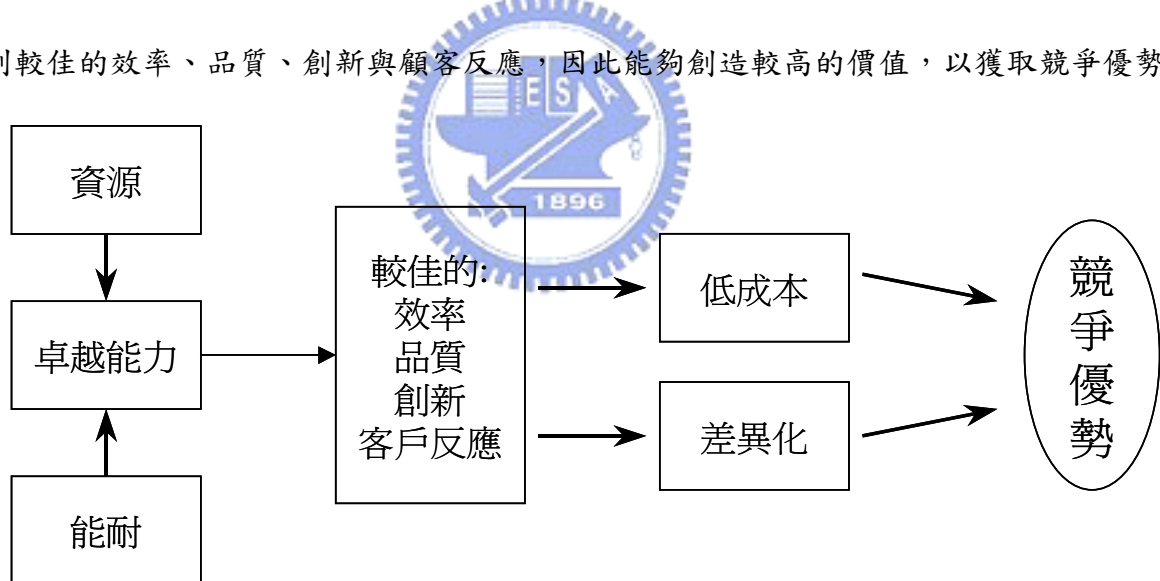 較佳的效率、品質、創新與顧客反應，因此能夠創造較高的價值，以獲取競爭優勢
E S A
1896
資源
卓越能力
能耐
較佳的:
效率
品質
創新
客戶反應
低成本
差異化
競
爭
優
勢